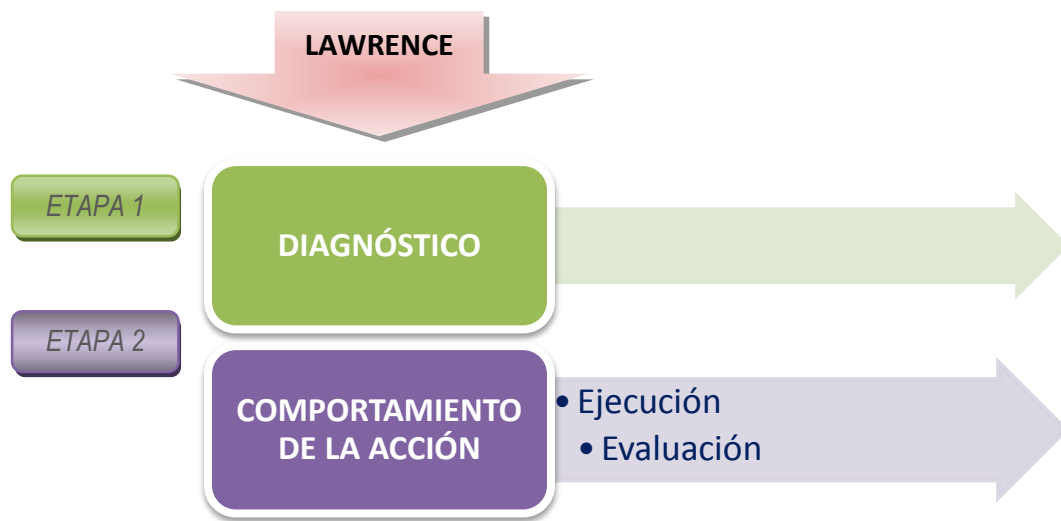 LAWRENCE
ETAPA 1
DIAGNÓSTICO
ETAPA 2
COMPORTAMIENTO
DE LA ACCIÓN
• Ejecución
• Evaluación